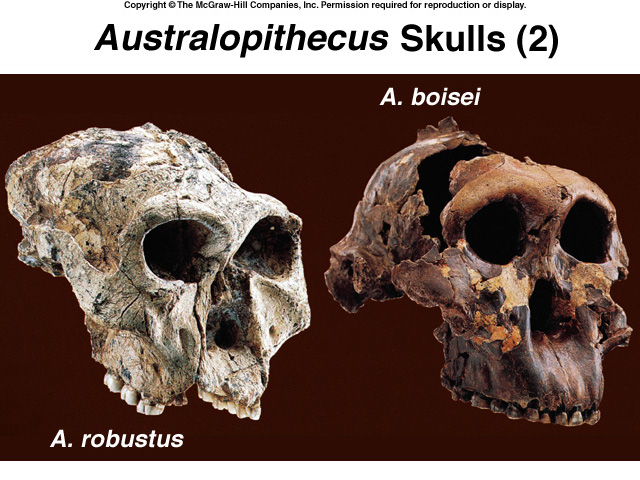 Copyright © The McGraw-Hill Companies, Inc. Permission required for reproduction or display.
Australopithecus Skulls (2)
A. boisei
A. robustus